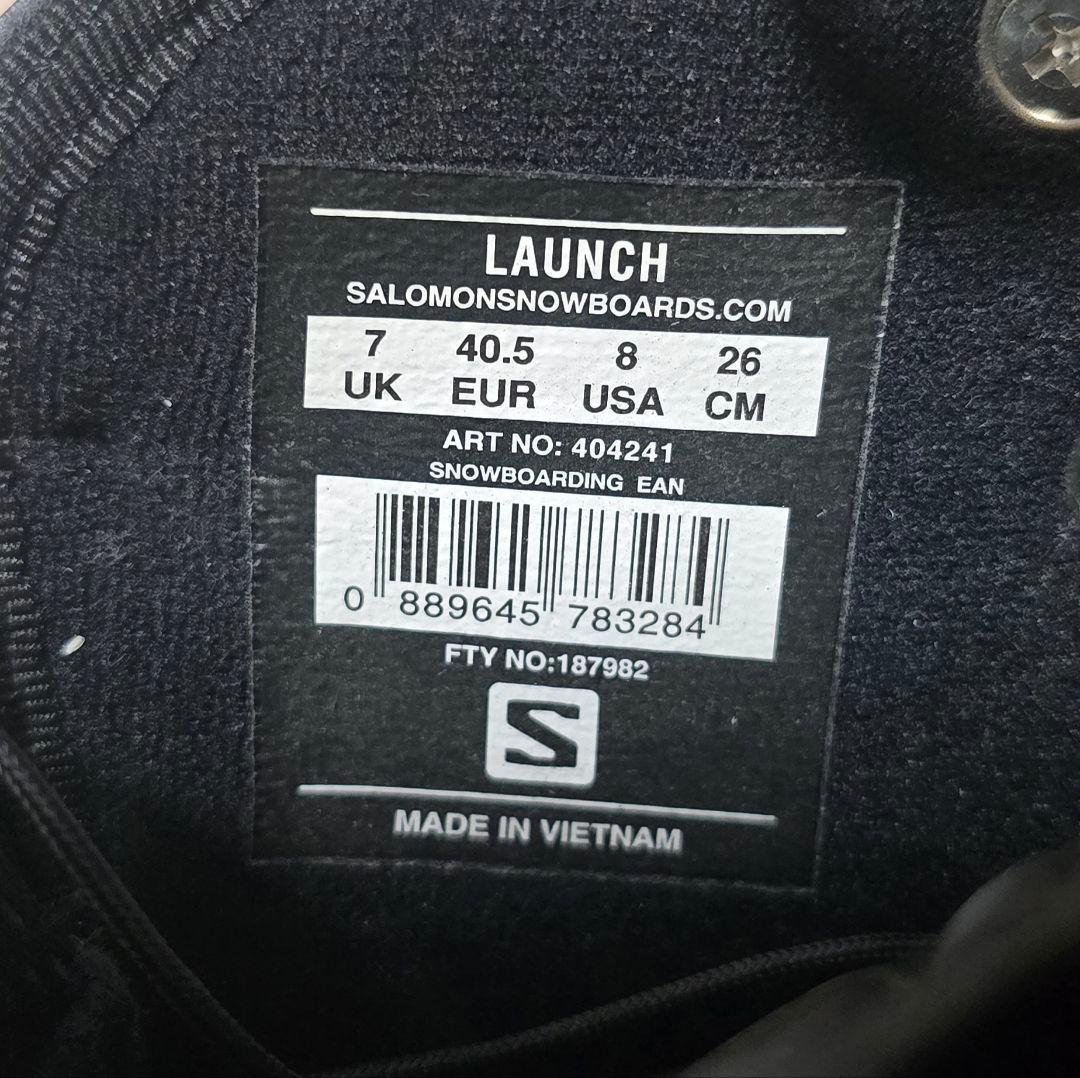 LAUNCH
SALOMONSNOWBOARDS.COM
7 40.5 8 26
UK EUR USA CM
ART NO: 404241
SNOWBOARDING EAN
0 889645 783284
FTY NO:187982
S
MADE IN VIETNAM